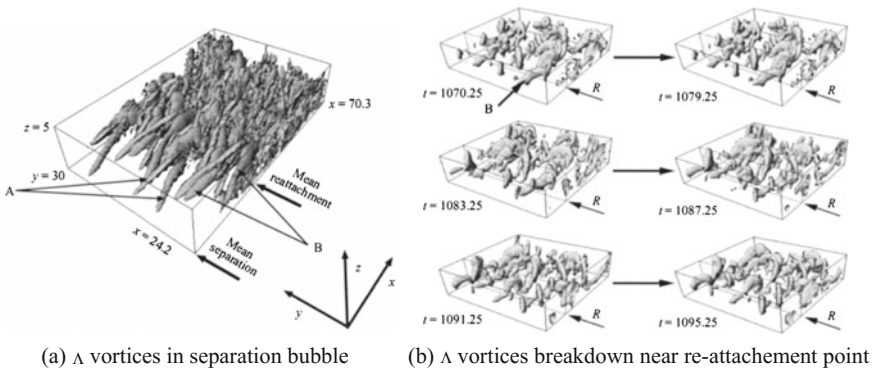 z = 5
y = 30
A
x = 24.2
x = 70.3
Mean
reattachment
Mean
separation
B
z
x
y
(a) Λ vortices in separation bubble
t = 1070.25
B
R
t = 1079.25
R
t = 1083.25
R
t = 1087.25
R
t = 1091.25
R
t = 1095.25
R
(b) Λ vortices breakdown near re-attachement point